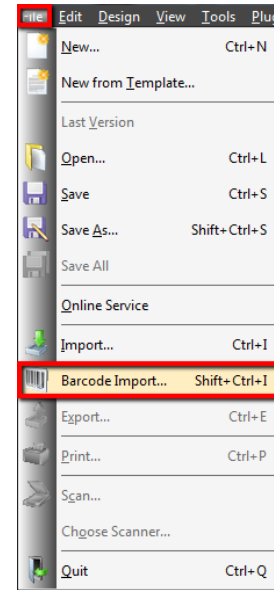 File Edit Design View Tools Plu
New... Ctrl+N
New from Template...
Last Version
Open... Ctrl+L
Save Ctrl+S
Save As... Shift+Ctrl+S
Save All
Online Service
Import... Ctrl+I
Barcode Import... Shift+Ctrl+I
Export... Ctrl+E
Print... Ctrl+P
Scan...
Choose Scanner...
Quit Ctrl+Q